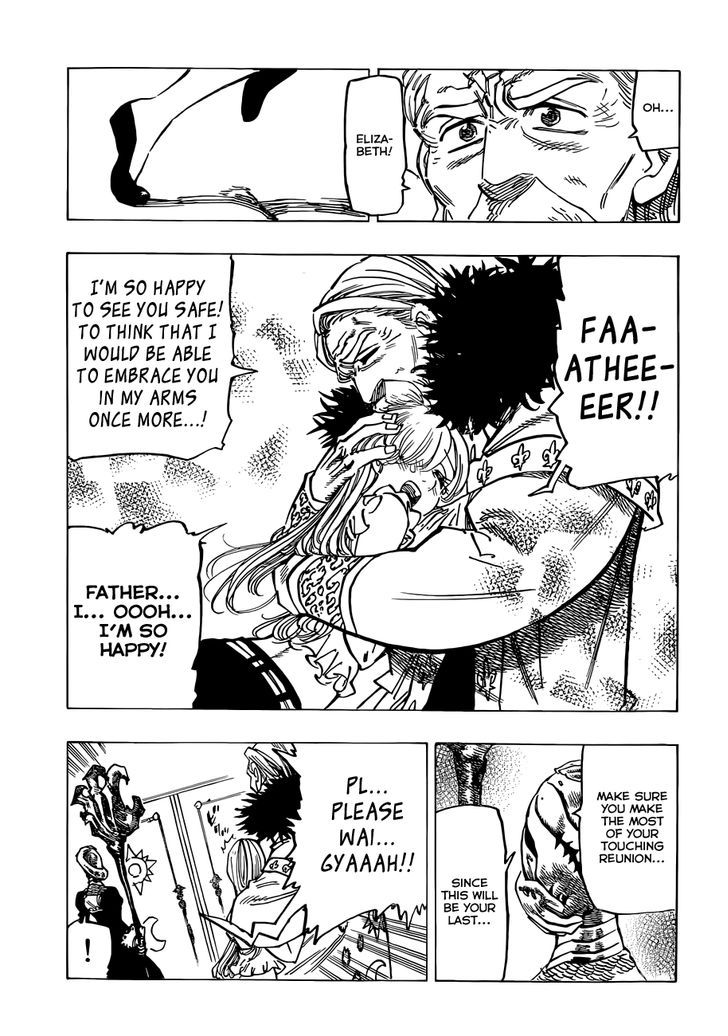 OH...
ELIZA-
BETH!
FAA-
ATHEE-
EER!!
I'M SO HAPPY
TO SEE YOU SAFE!
TO THINK THAT I
WOULD BE ABLE
TO EMBRACE YOU
IN MY ARMS
ONCE MORE...!
FATHER...
I... OOOH...
I'M SO
HAPPY!
MAKE SURE
YOU MAKE
THE MOST
OF YOUR
TOUCHING
REUNION...
SINCE
THIS WILL
BE YOUR
LAST...
PL...
PLEASE
WAI...
GYAAAH!!
!